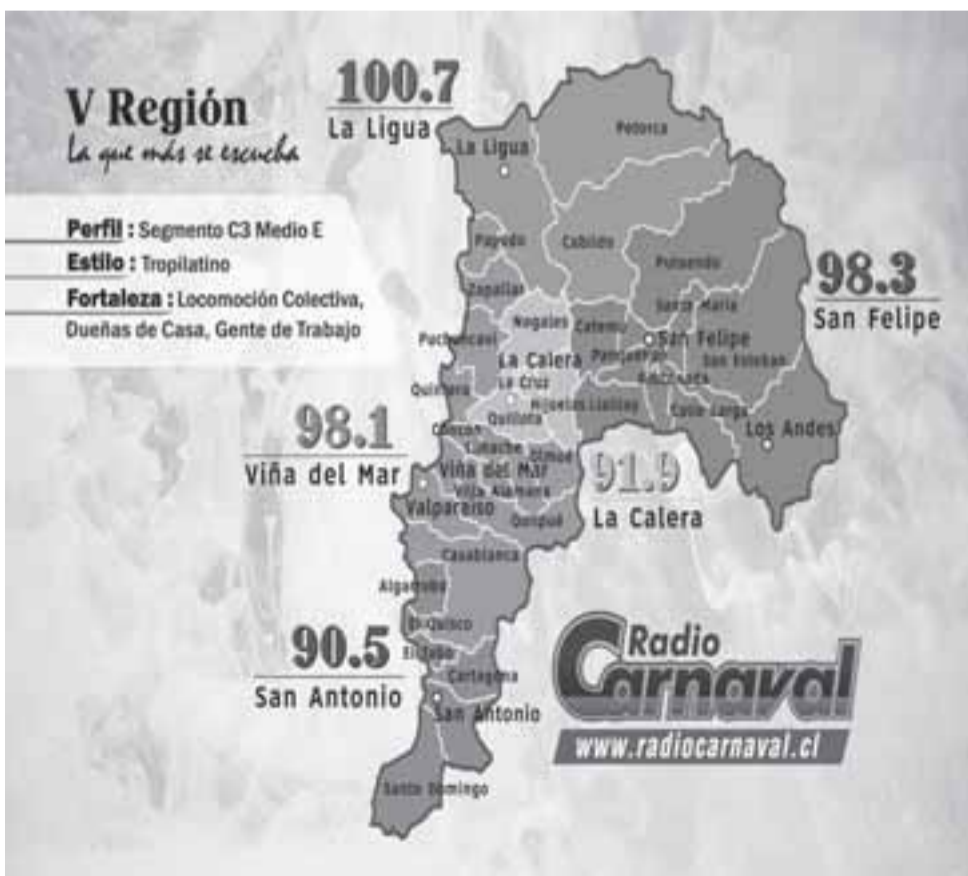 V Región
La que más se escucha
Perfil : Segmento C3 Medio E
Estilo : Tropilatino
Fortaleza : Locomoción Colectiva,
Dueñas de Casa, Gente de Trabajo
100.7
La Ligua
98.3
San Felipe
98.1
Viña del Mar
91.9
La Calera
90.5
San Antonio
La Ligua
Petorca
Papudo
Cabildo
Zapallar
Putaendo
Santa María
Nogales
Catemu
San Felipe
Puchuncaví
La Calera
Panquehue
San Esteban
La Cruz
Rinconada
Quintero
Hijuelas
Llaillay
Calle Larga
Quillota
Los Andes
Concon
Limache
Olmué
Viña del Mar
Villa Alemana
Valparaíso
Quilpué
Casablanca
Algarrobo
El Quisco
El Tabo
Cartagena
San Antonio
Santo Domingo
Radio
Carnaval
www.radiocarnaval.cl